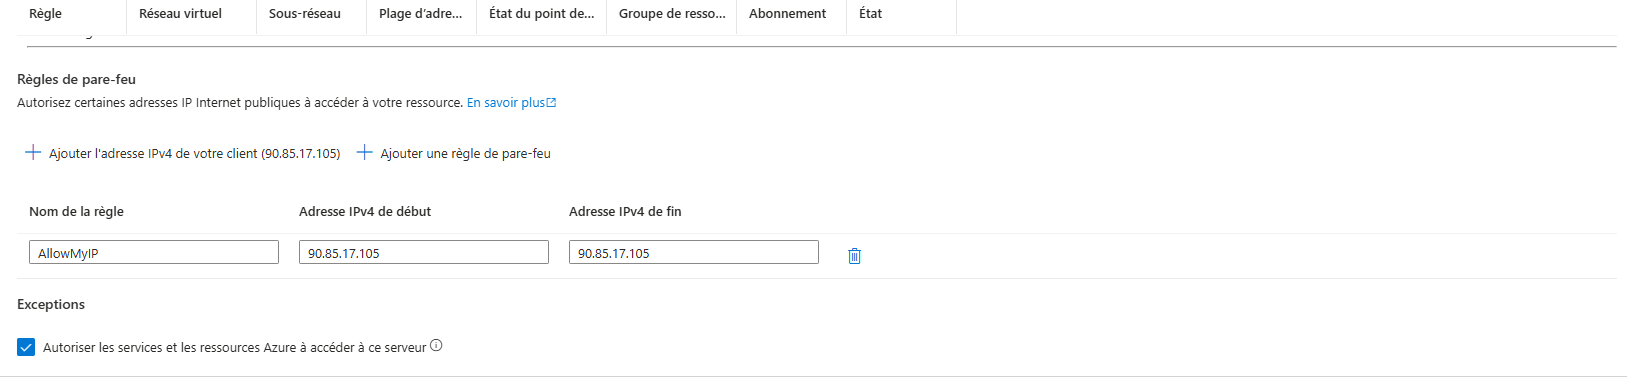 Règle Réseau virtuel Sous-réseau Plage d'adre... État du point de... Groupe de resso... Abonnement État
Règles de pare-feu
Autorisez certaines adresses IP Internet publiques à accéder à votre ressource. En savoir plus
Ajouter l'adresse IPv4 de votre client (90.85.17.105) Ajouter une règle de pare-feu
Nom de la règle Adresse IPv4 de début Adresse IPv4 de fin
AllowMyIP 90.85.17.105 90.85.17.105
Exceptions
Autoriser les services et les ressources Azure à accéder à ce serveur